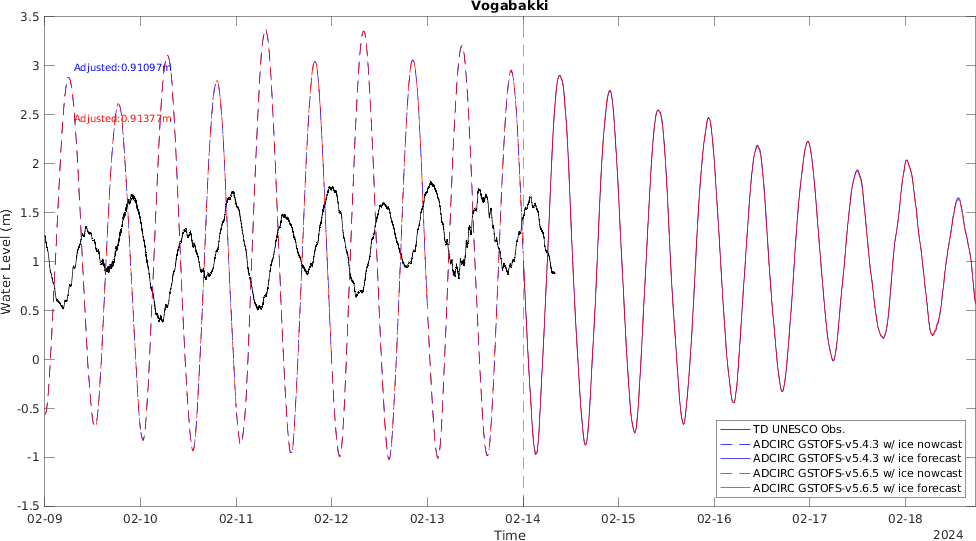 Vogabakki
3.5
3
2.5
2
1.5
1
0.5
0
-0.5
-1
-1.5
Water Level (m)
Adjusted:0.91097m
Adjusted:0.91377m
TD UNESCO Obs.
ADCIRC GSTOFS-v5.4.3 w/ ice nowcast
ADCIRC GSTOFS-v5.4.3 w/ ice forecast
ADCIRC GSTOFS-v5.6.5 w/ ice nowcast
ADCIRC GSTOFS-v5.6.5 w/ ice forecast
02-09 02-10 02-11 02-12 02-13 02-14 02-15 02-16 02-17 02-18
Time
2024